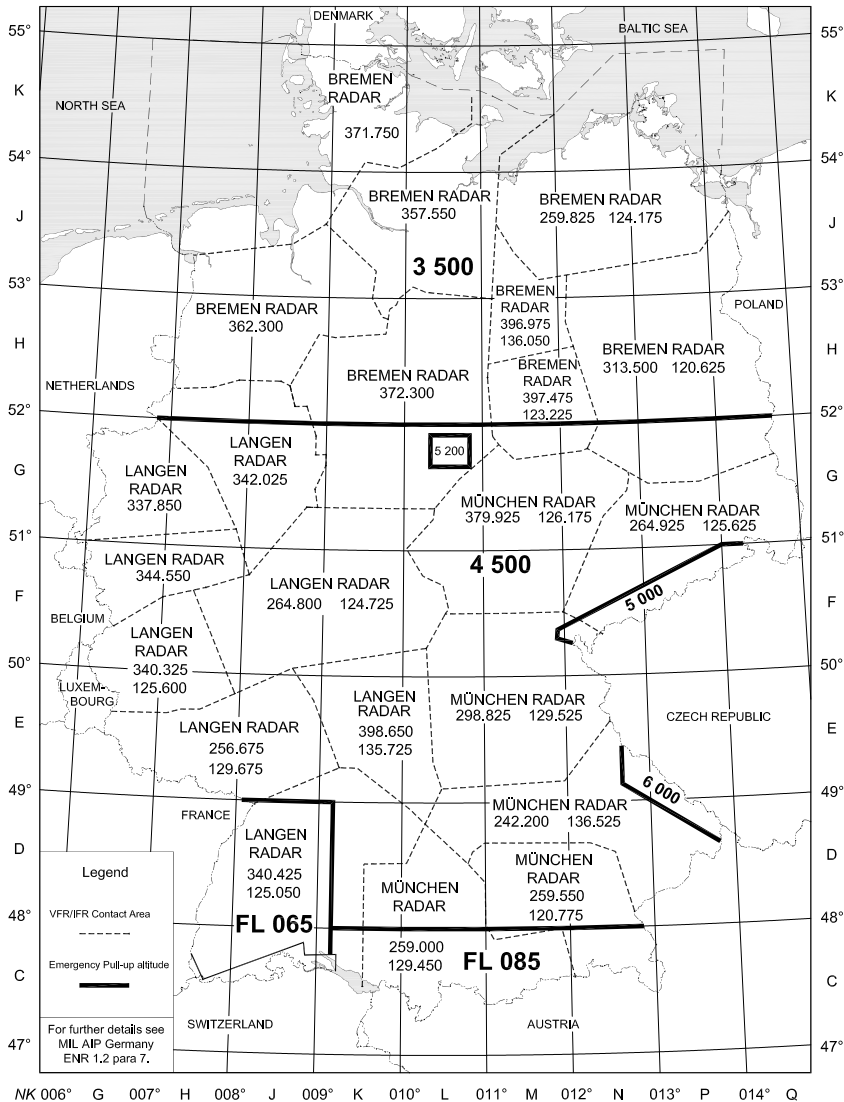 DENMARK
55°
BALTIC SEA
55°
K
BREMEN
RADAR
K
NORTH SEA
371.750
54°
54°
BREMEN RADAR
357.550
BREMEN RADAR
259.825 124.175
J
J
3 500
53°
53°
BREMEN
RADAR
396.975
136.050
POLAND
BREMEN RADAR
362.300
H
H
BREMEN RADAR
313.500 120.625
BREMEN RADAR
372.300
BREMEN
RADAR
397.475
123.225
NETHERLANDS
52°
52°
LANGEN
RADAR
342.025
5 200
G
G
LANGEN
RADAR
337.850
MÜNCHEN RADAR
379.925 126.175
MÜNCHEN RADAR
264.925 125.625
51°
51°
LANGEN RADAR
344.550
4 500
F
F
LANGEN RADAR
264.800 124.725
5 000
BELGIUM
LANGEN
RADAR
340.325
125.600
50°
50°
LUXEM-
BOURG
LANGEN
RADAR
398.650
135.725
MÜNCHEN RADAR
298.825 129.525
CZECH REPUBLIC
E
E
LANGEN RADAR
256.675
129.675
49°
49°
6 000
FRANCE
MÜNCHEN RADAR
242.200 136.525
LANGEN
RADAR
340.425
125.050
D
D
MÜNCHEN
RADAR
259.550
120.775
MÜNCHEN
RADAR
Legend
VFR/IFR Contact Area
48°
48°
FL 065
259.000
129.450
FL 085
Emergency Pull-up altitude
C
C
For further details see
MIL AIP Germany
ENR 1.2 para 7.
SWITZERLAND
AUSTRIA
47°
47°
NK 006° G 007° H 008° J 009° K 010° L 011° M 012° N 013° P 014° Q